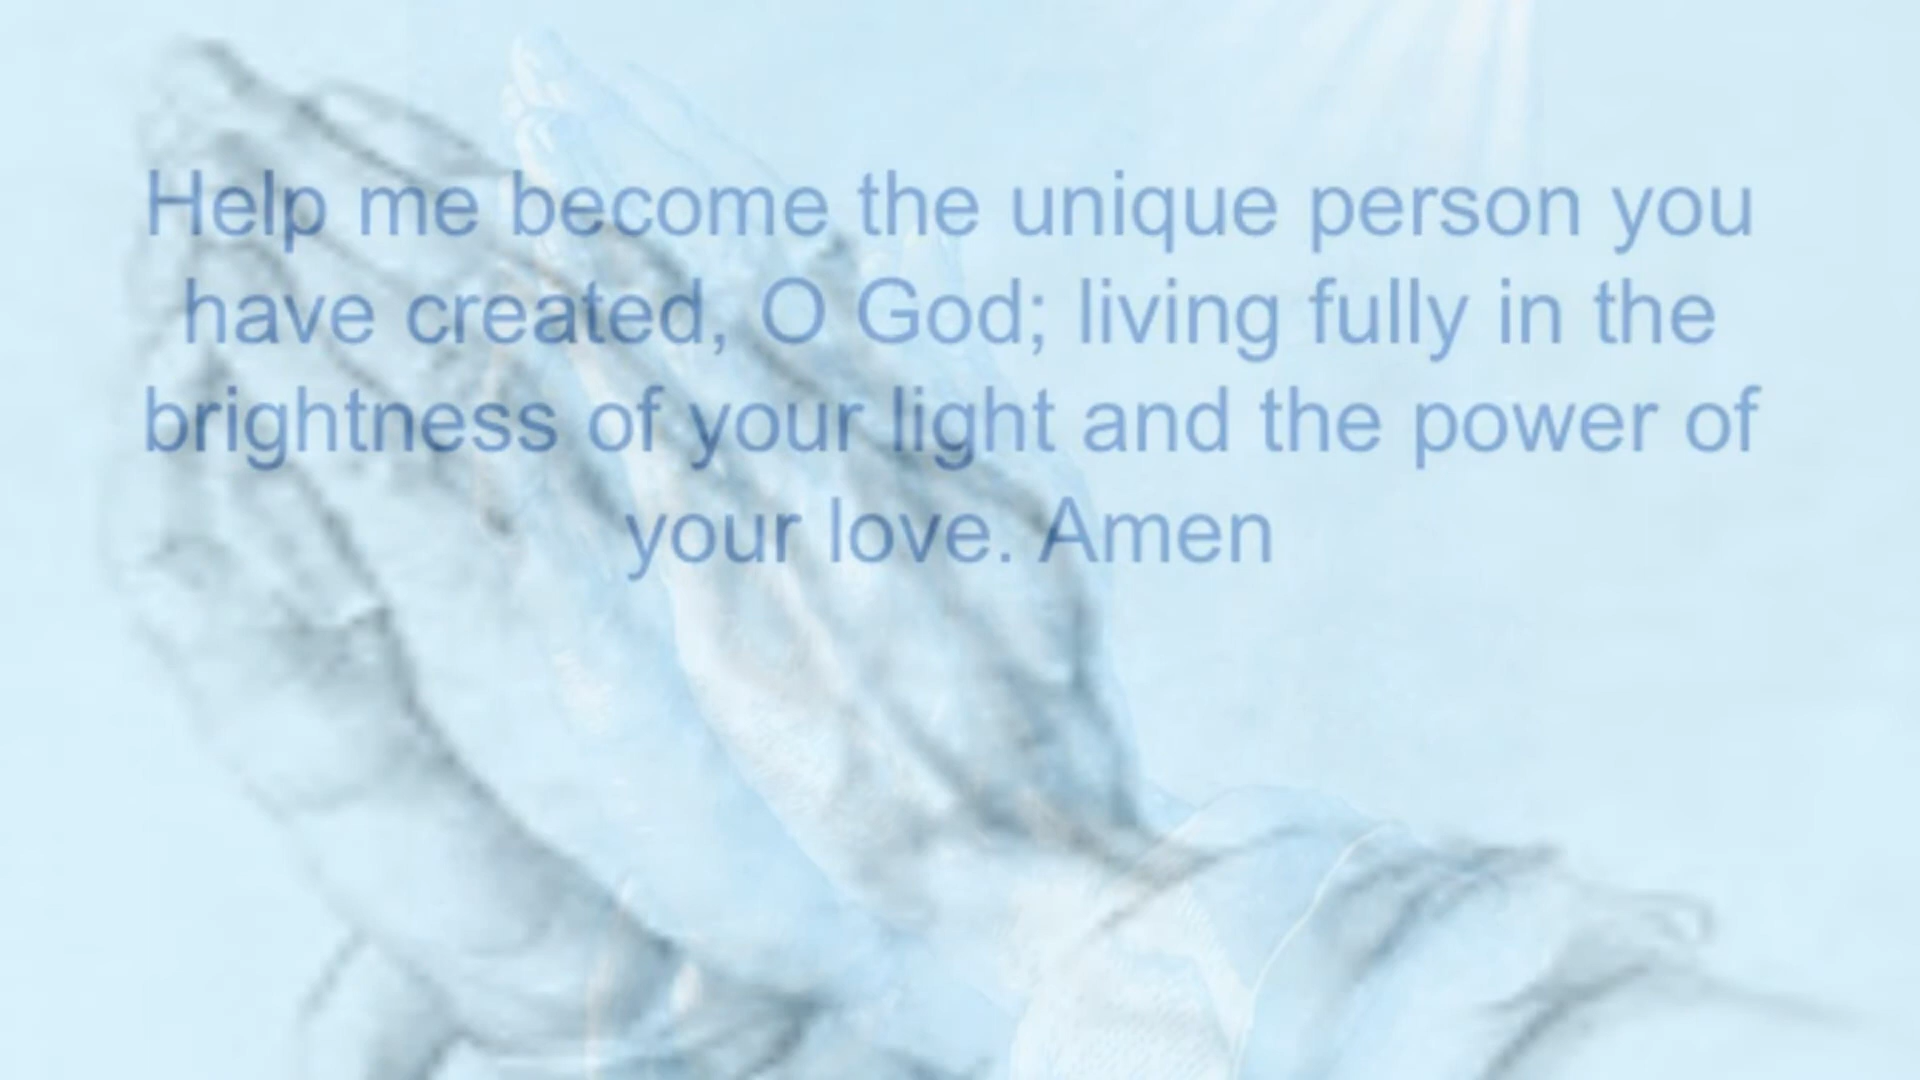 Help me become the unique person you
have created, O God; living fully in the
brightness of your light and the power of
your love. Amen